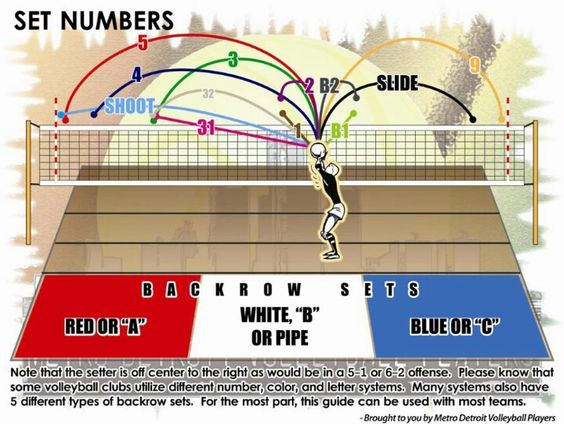 SET NUMBERS
5
3
9
4
2
B2
SLIDE
32
SHOOT
31
1
B1
BACKROW SETS
RED OR “A”
WHITE, “B”
OR PIPE
BLUE OR “C”
Note that the setter is off center to the right as would be in a 5-1 or 6-2 offense. Please know that
some volleyball clubs utilize different number, color, and letter systems. Many systems also have
5 different types of backrow sets. For the most part, this guide can be used with most teams.
- Brought to you by Metro Detroit Volleyball Players